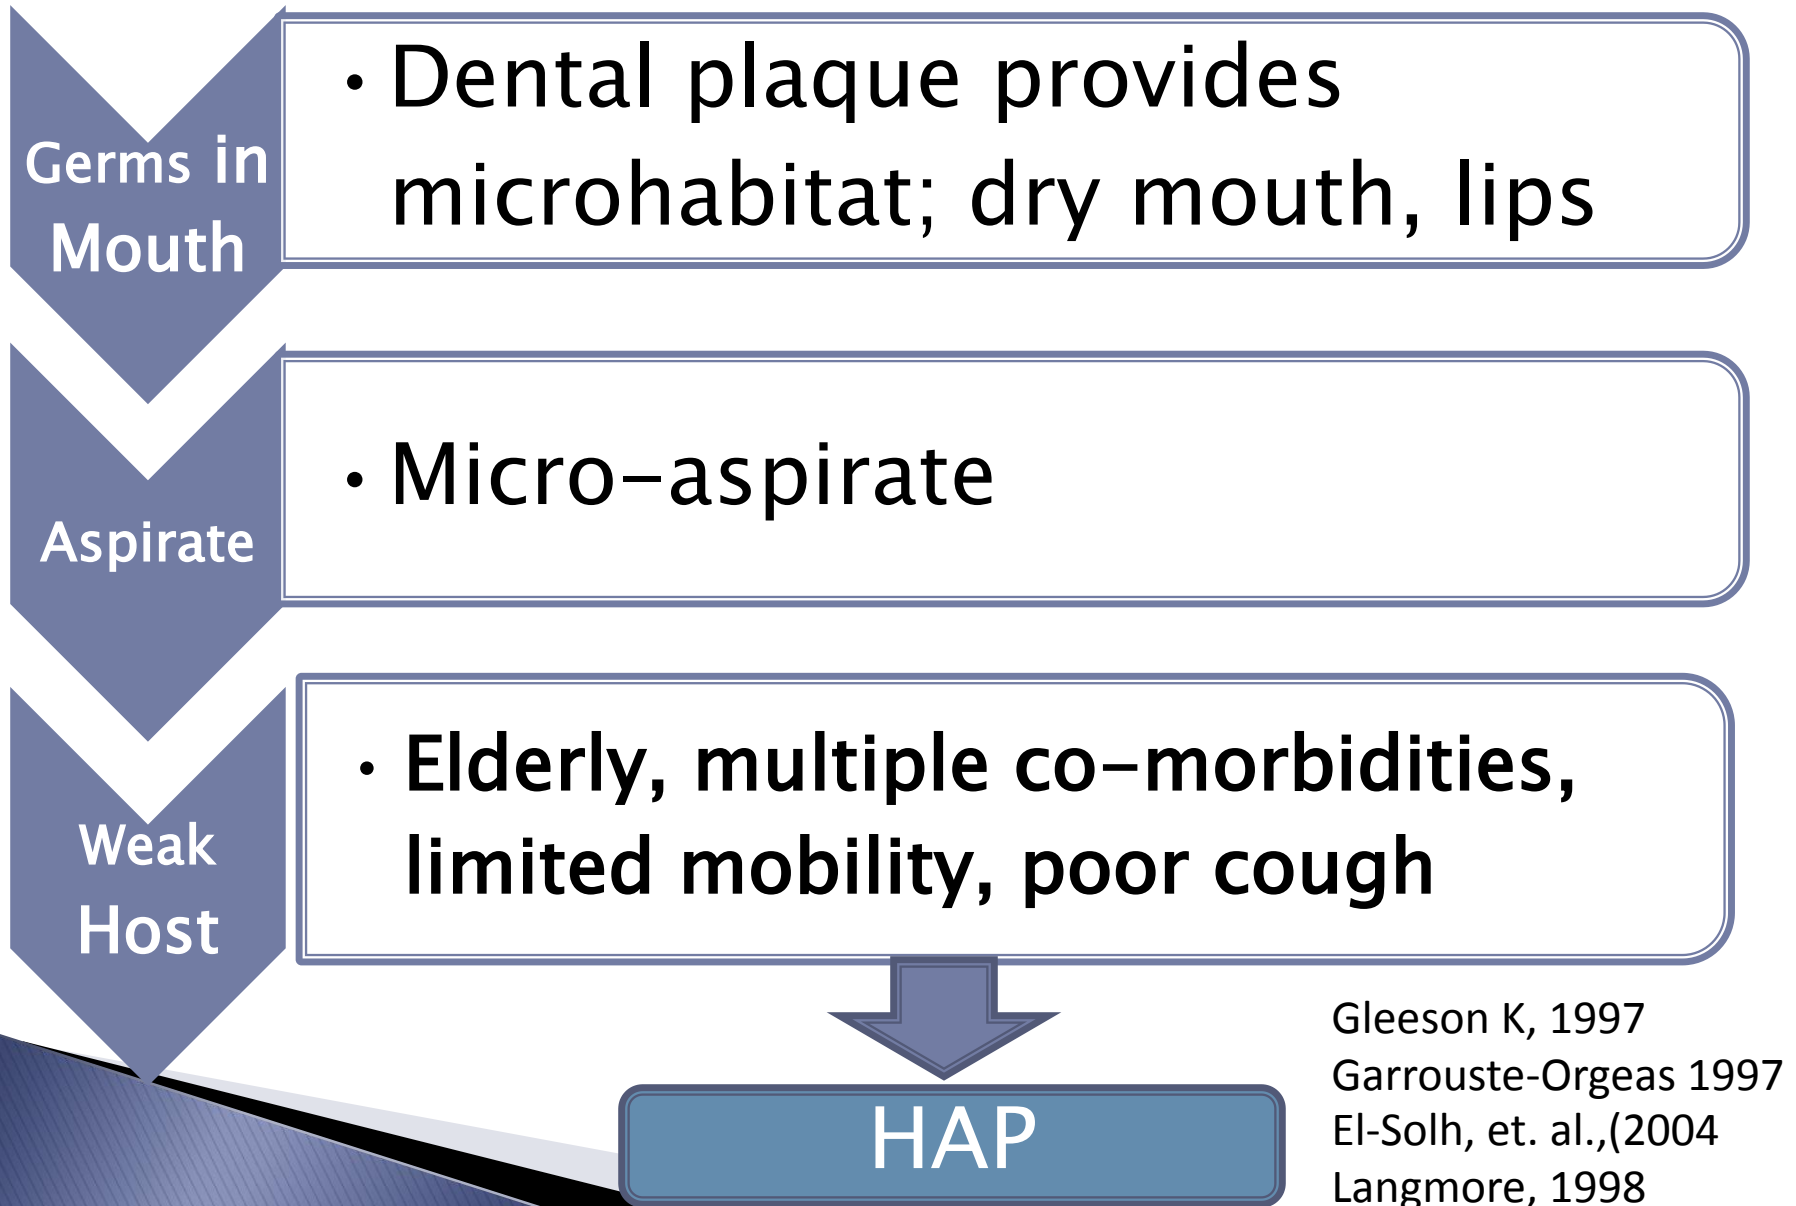 Germs in
Mouth
• Dental plaque provides
microhabitat; dry mouth, lips
Aspirate
• Micro-aspirate
Weak
Host
• Elderly, multiple co-morbidities,
limited mobility, poor cough
HAP
Gleeson K, 1997
Garrouste-Orgeas 1997
El-Solh, et. al.,(2004
Langmore, 1998